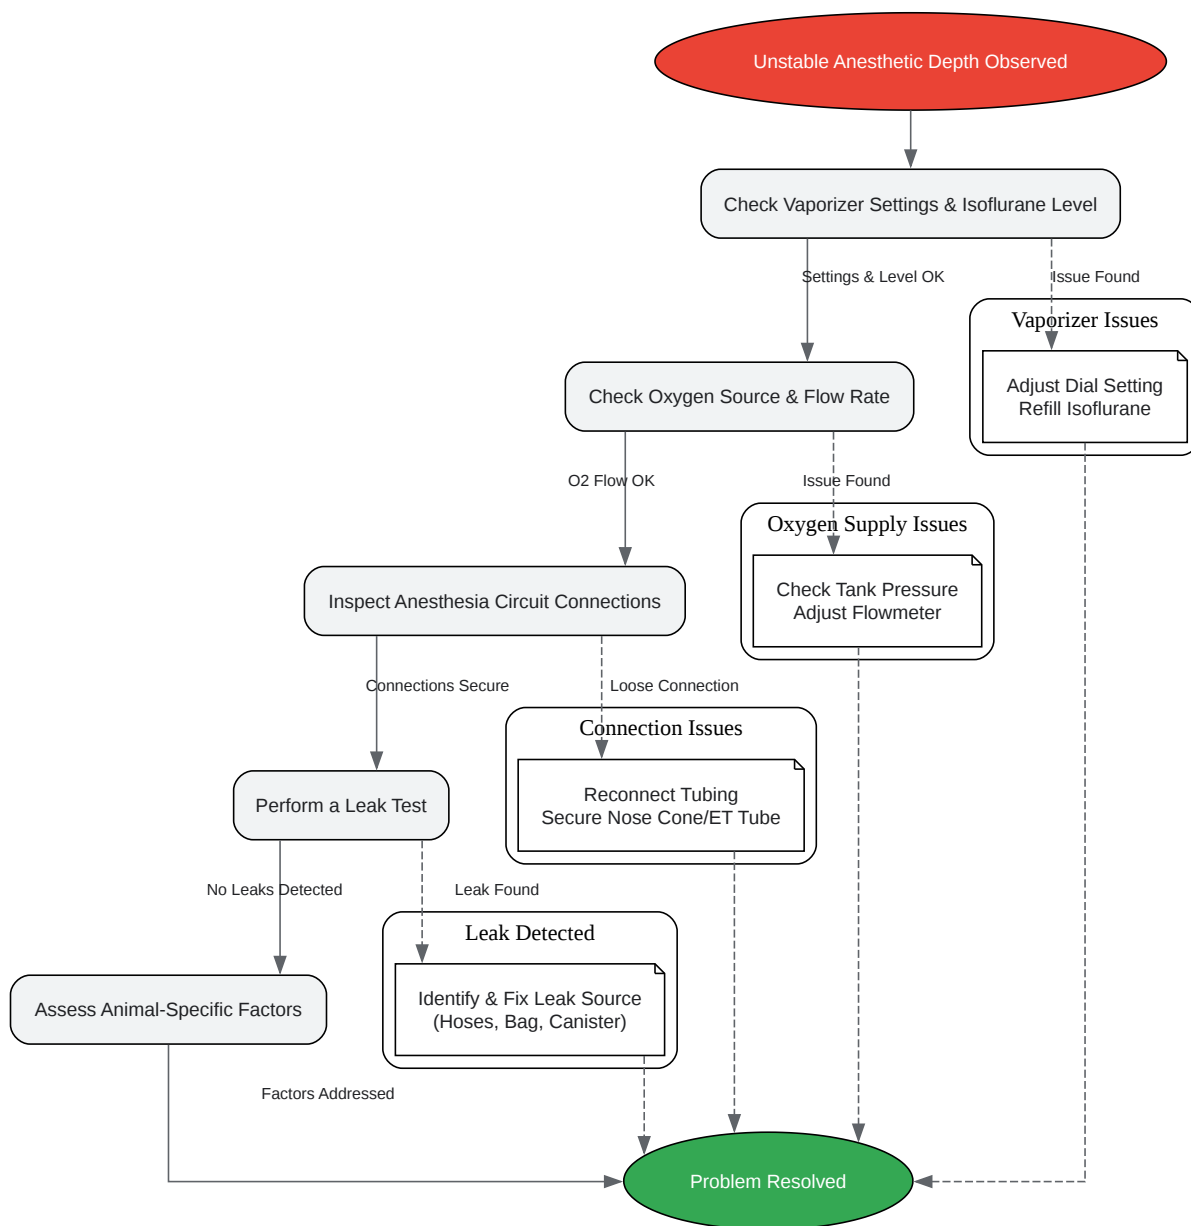 Unstable Anesthetic Depth Observed
Check Vaporizer Settings & Isoflurane Level
Settings & Level OK
Issue Found
Vaporizer Issues
Adjust Dial Setting
Refill Isoflurane
Check Oxygen Source & Flow Rate
O2 Flow OK
Issue Found
Oxygen Supply Issues
Check Tank Pressure
Adjust Flowmeter
Inspect Anesthesia Circuit Connections
Connections Secure
Loose Connection
Connection Issues
Reconnect Tubing
Secure Nose Cone/ET Tube
Perform a Leak Test
No Leaks Detected
Leak Found
Leak Detected
Identify & Fix Leak Source
(Hoses, Bag, Canister)
Assess Animal-Specific Factors
Factors Addressed
Problem Resolved